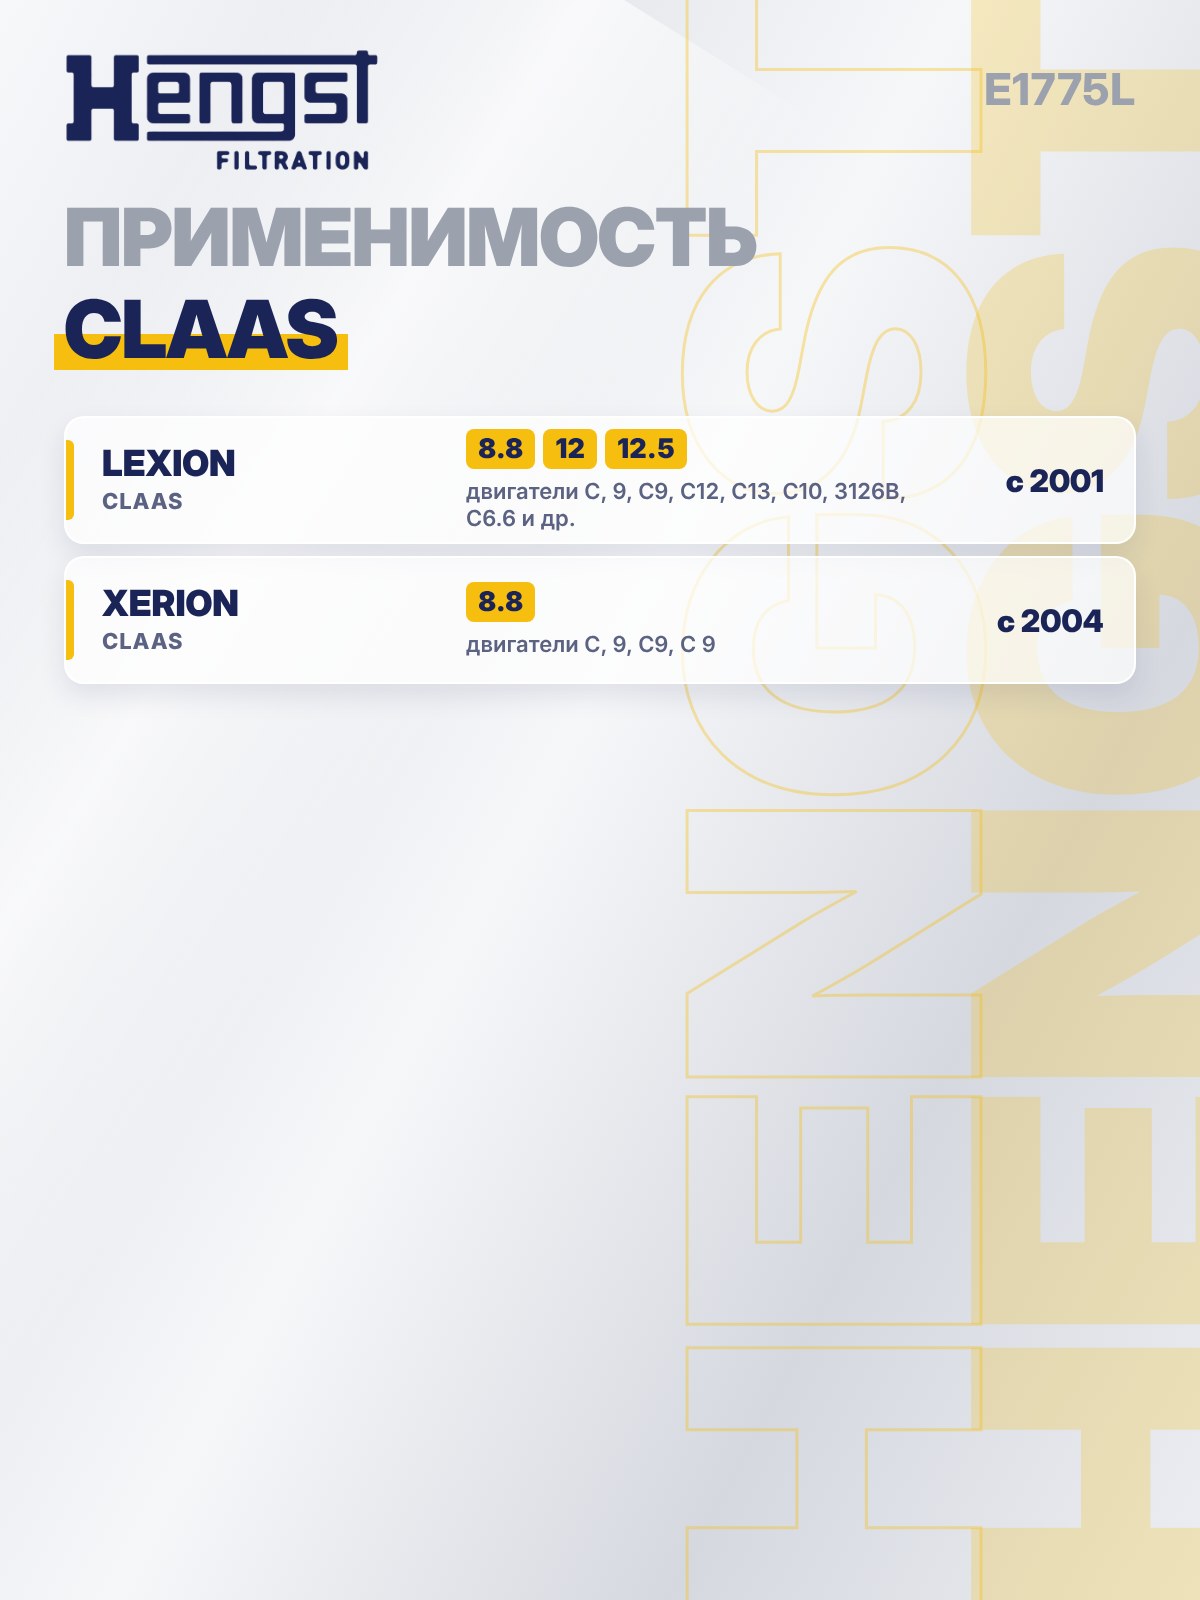 Hengst
FILTRATION
E1775L
ПРИМЕНИМОСТЬ
CLAAS
LEXION
CLAAS
8.8 12 12.5
двигатели C, 9, C9, C12, C13, C10, 3126B,
C6.6 и др.
с 2001
XERION
CLAAS
8.8
двигатели C, 9, C9, C 9
с 2004
HENGST
HENGST